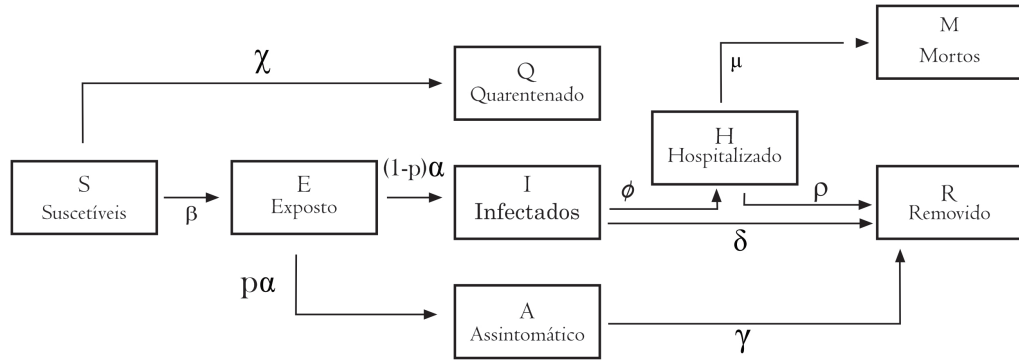 M
Mortos
χ
μ
Q
Quarentenado
H
Hospitalizado
S
Suscetíveis
β
E
Exposto
(1-p)α
I
Infectados
ϕ
ρ
R
Removido
δ
pα
A
Assintomático
γ